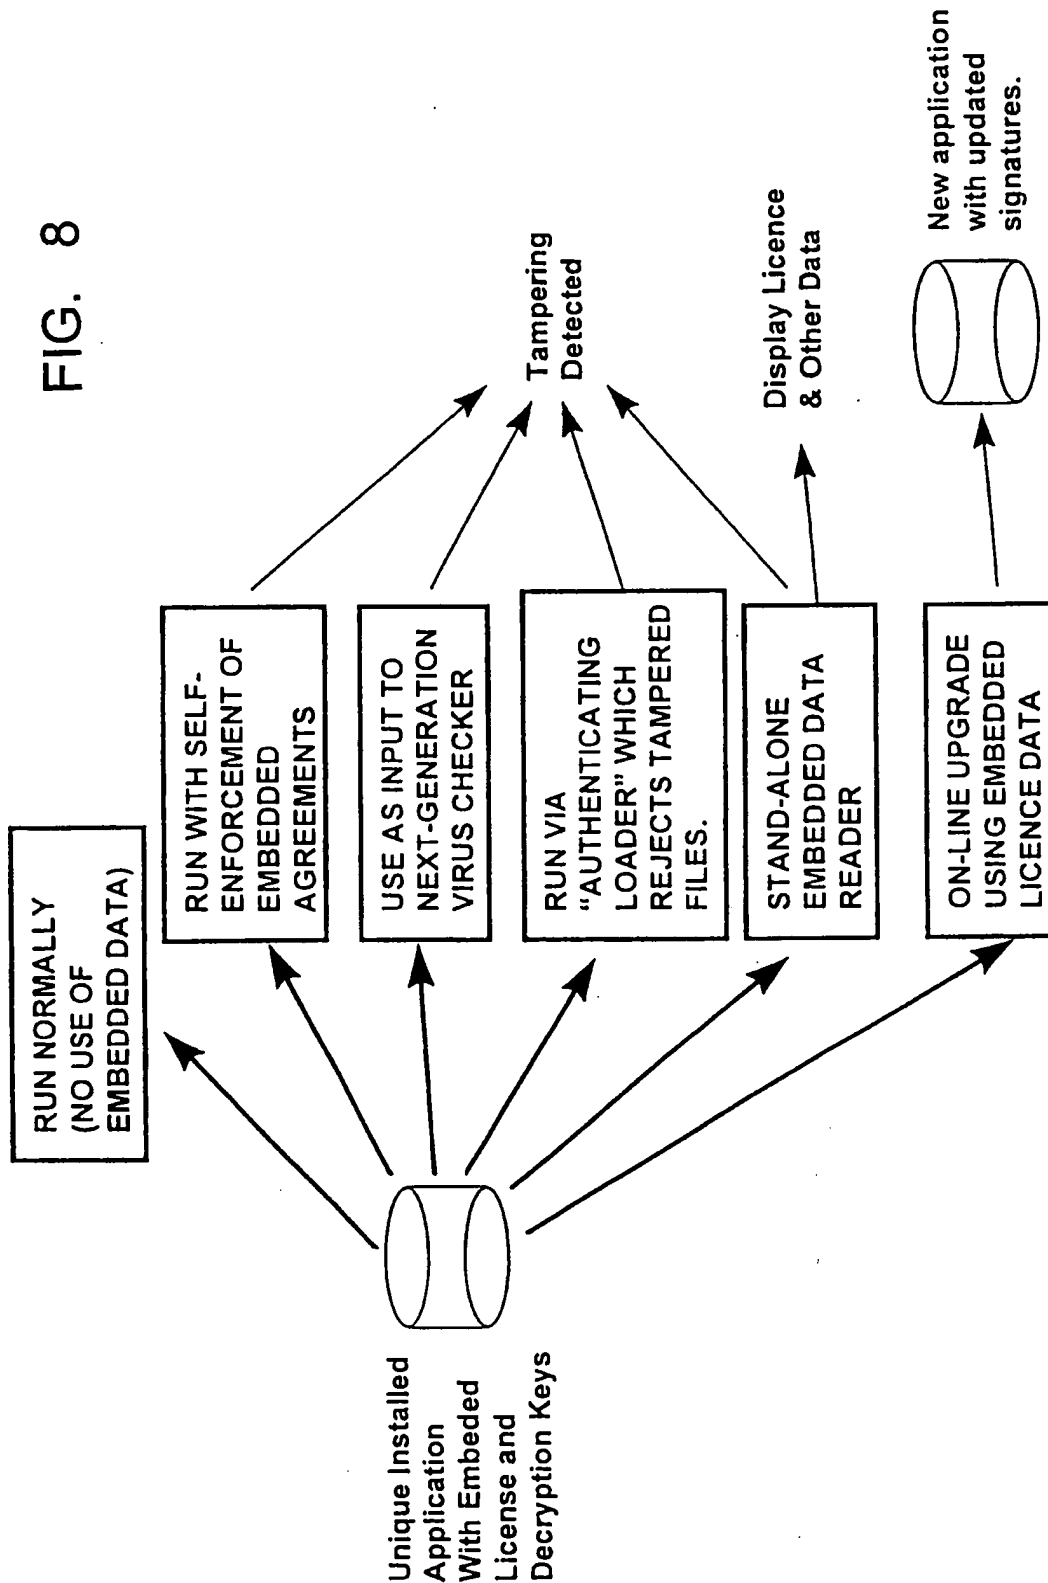 FIG. 8
Unique Installed
Application
With Embeded
License and
Decryption Keys
RUN NORMALLY
(NO USE OF
EMBEDDED DATA)
RUN WITH SELF-
ENFORCEMENT OF
EMBEDDED
AGREEMENTS
USE AS INPUT TO
NEXT-GENERATION
VIRUS CHECKER
RUN VIA
“AUTHENTICATING
LOADER” WHICH
REJECTS TAMPERED
FILES.
STAND-ALONE
EMBEDDED DATA
READER
ON-LINE UPGRADE
USING EMBEDDED
LICENCE DATA
Tampering
Detected
Display Licence
& Other Data
New application
with updated
signatures.